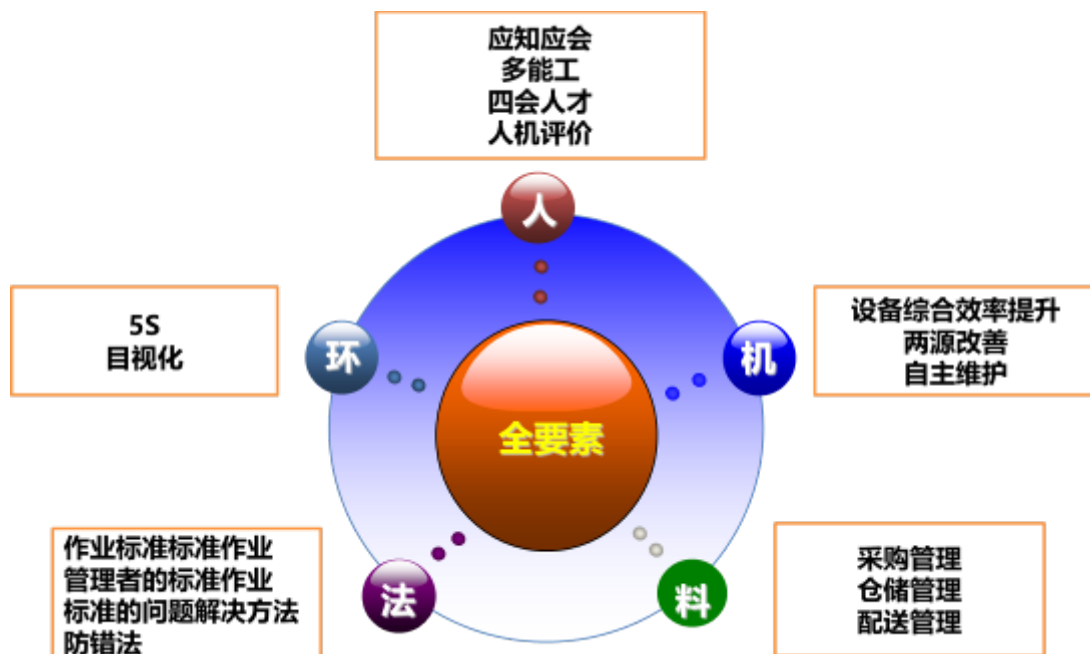 应知应会
多能工
四会人才
人机评价
人
5S
目视化
环
机
设备综合效率提升
两源改善
自主维护
全要素
作业标准标准作业
管理者的标准作业
标准的问题解决方法
防错法
法
料
采购管理
仓储管理
配送管理